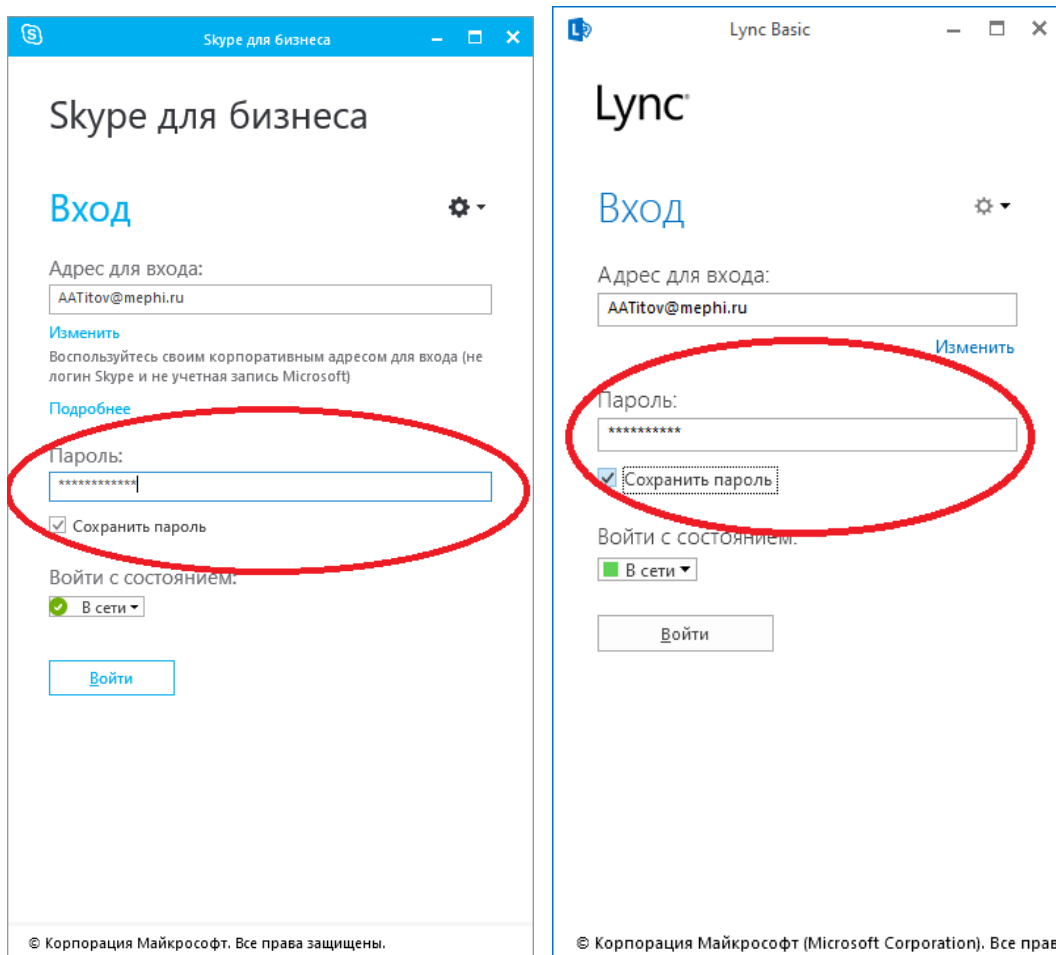 Skype для бизнеса
Skype для бизнеса
Вход
Адрес для входа:
AATitov@mephi.ru
Изменить
Воспользуйтесь своим корпоративным адресом для входа (не
логин Skype и не учетная запись Microsoft)
Подробнее
Пароль:
************
Сохранить пароль
Войти с состоянием:
В сети
Войти
© Корпорация Майкрософт. Все права защищены.
Lync Basic
Lync
Вход
Адрес для входа:
AATitov@mephi.ru
Изменить
Пароль:
**********
Сохранить пароль
Войти с состоянием:
В сети
Войти
© Корпорация Майкрософт (Microsoft Corporation). Все прав